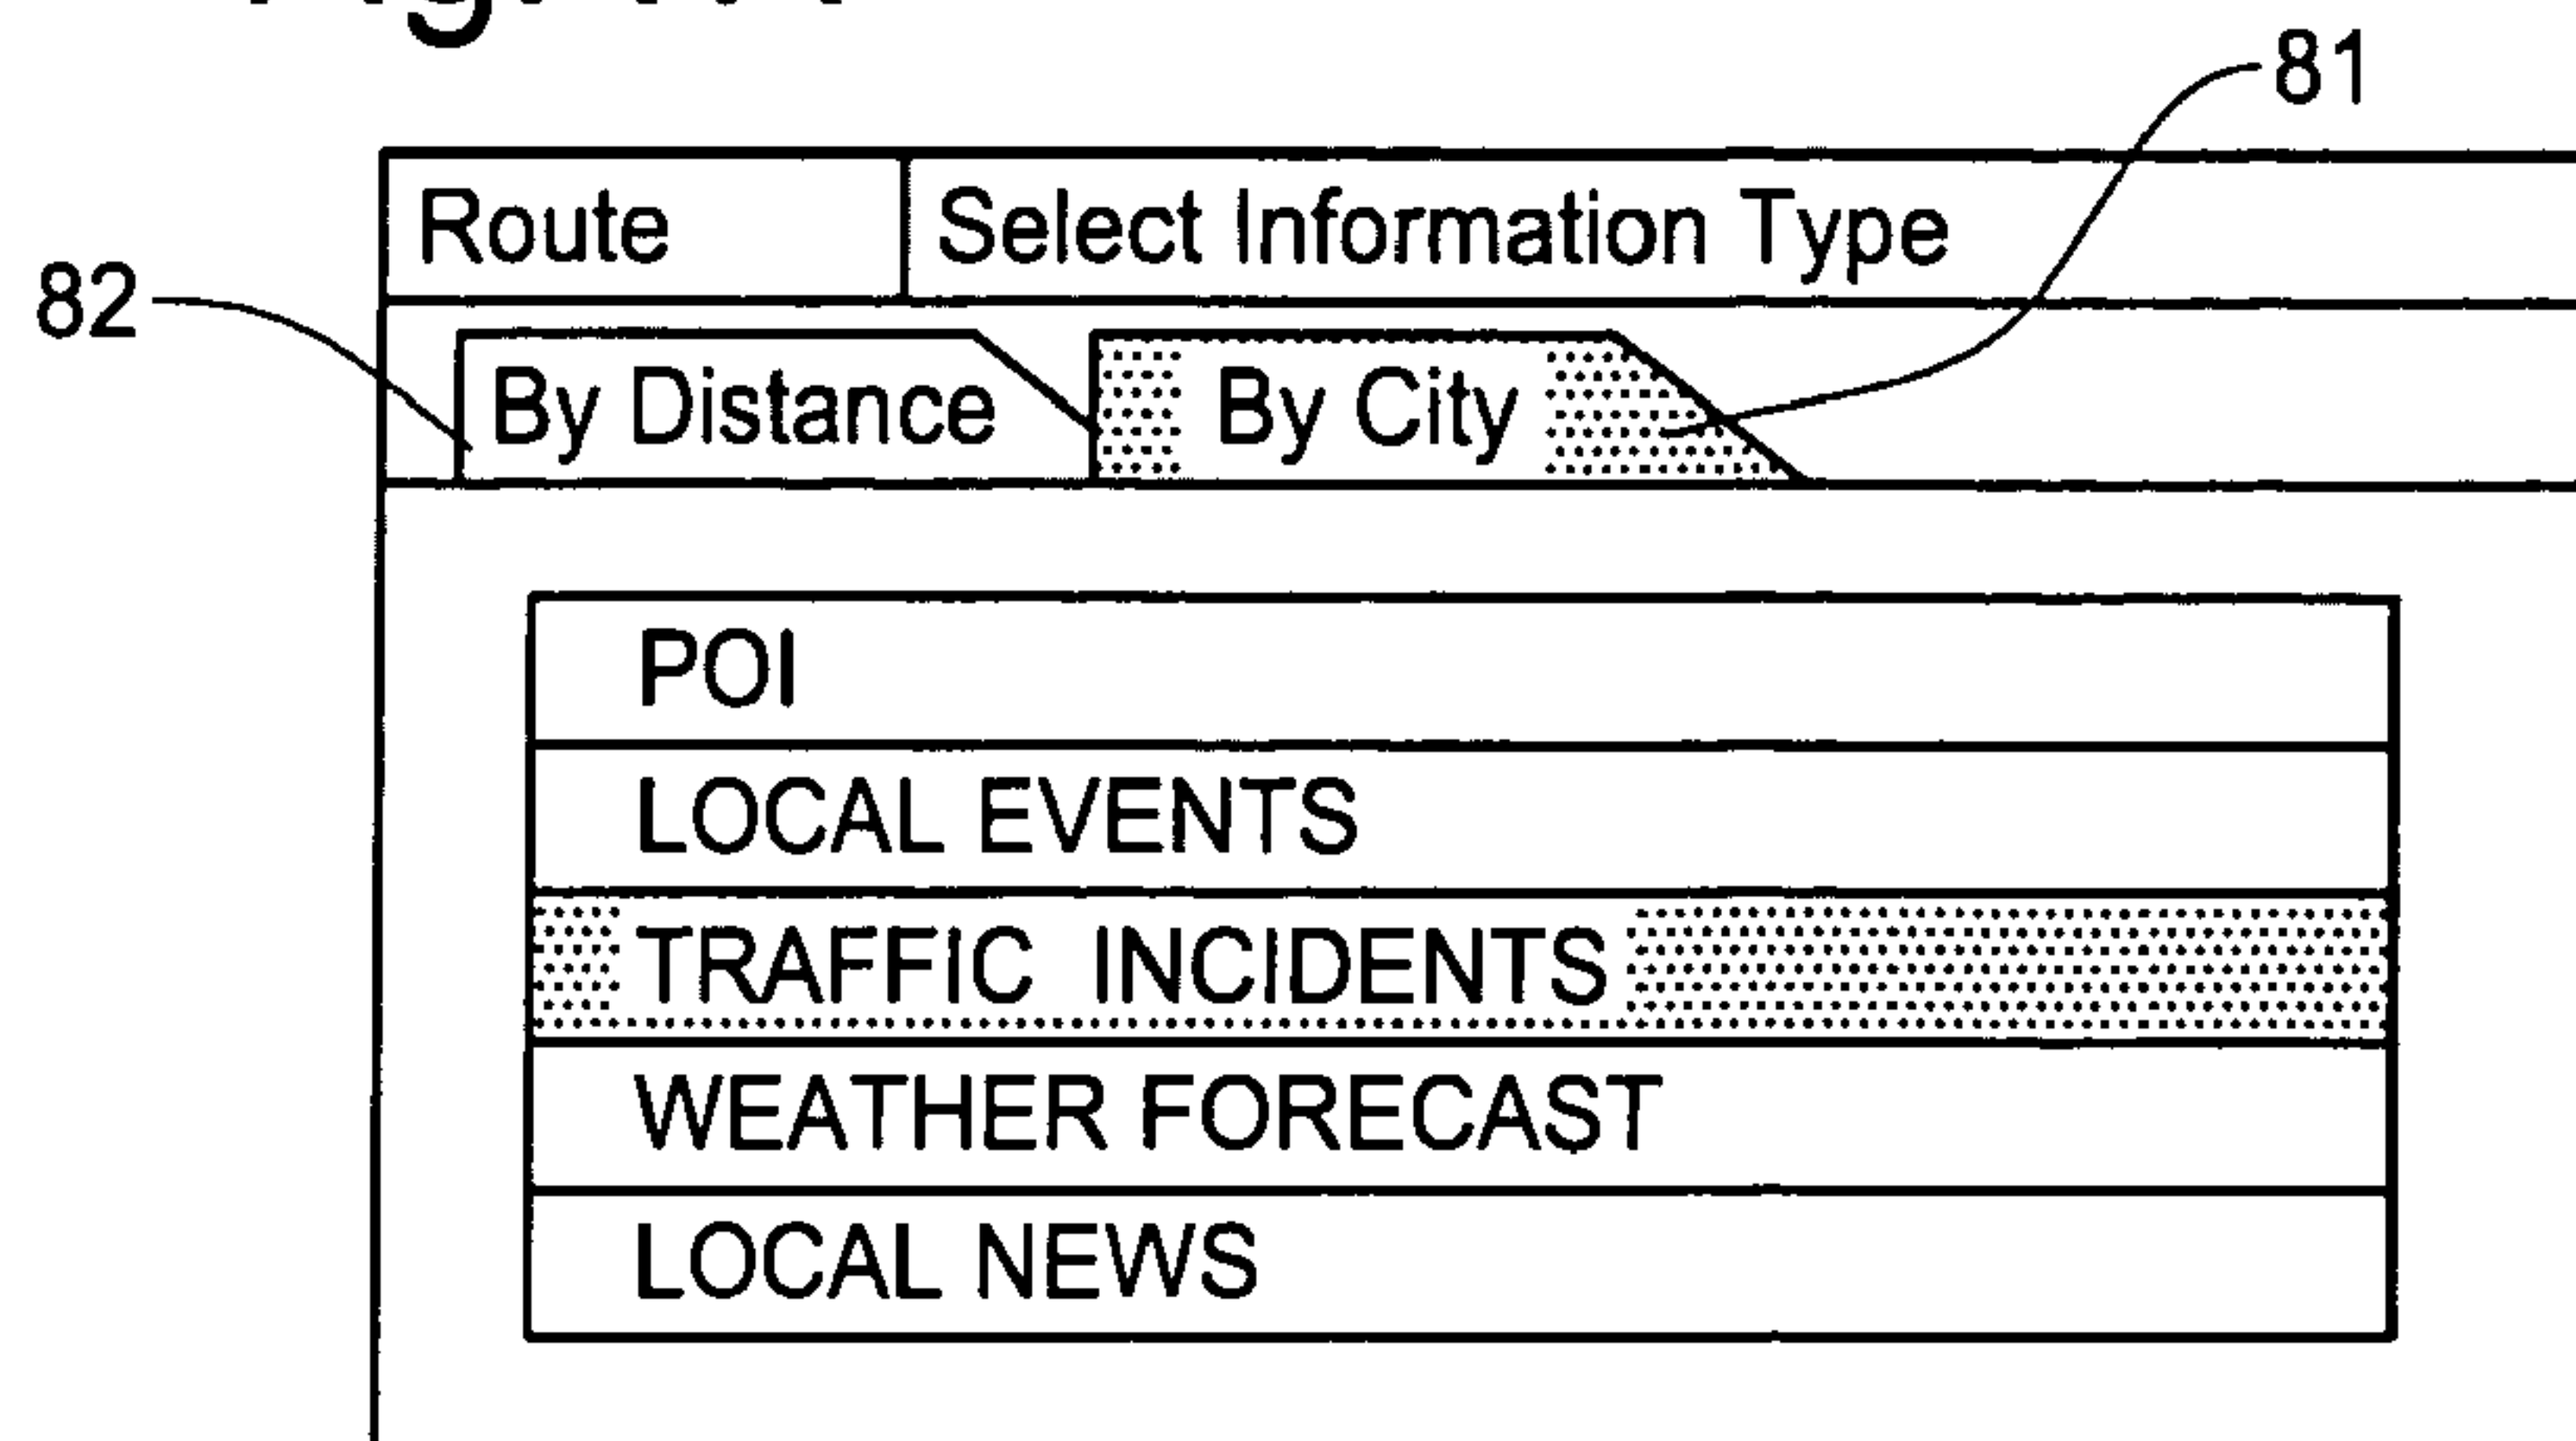 81
Route Select Information Type
82
By Distance By City
POI
LOCAL EVENTS
TRAFFIC INCIDENTS
WEATHER FORECAST
LOCAL NEWS